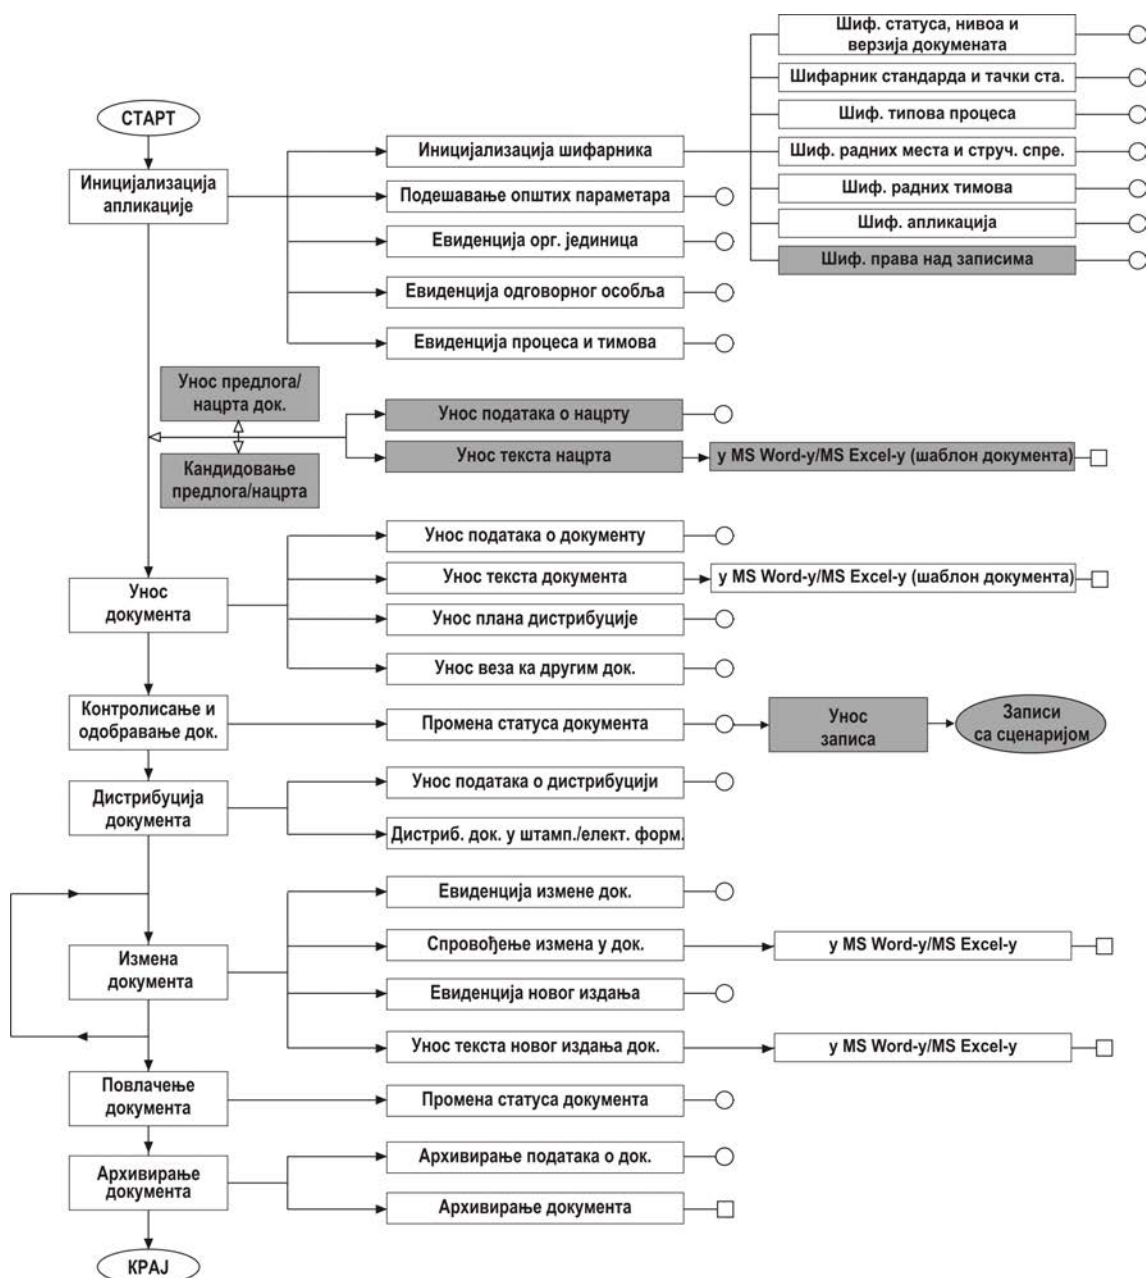 Шиф. статуса, нивоа и
верзија докумената
Шифарник стандарда и тачки ста.
СТАРТ
Шиф. типова процеса
Иницијализација
апликације
Иницијализација шифарника
Шиф. радних места и струч. спре.
Подешавање општих параметара
Шиф. радних тимова
Евиденција орг. јединица
Шиф. апликација
Шиф. права над записима
Евиденција одговорног особља
Евиденција процеса и тимова
Унос предлога/
нацрта док.
Унос података о нацрту
Кандидовање
предлога/нацрта
Унос текста нацрта
у MS Word-у/MS Excel-у (шаблон документа)
Унос
документа
Унос података о документу
Унос текста документа
у MS Word-у/MS Excel-у (шаблон документа)
Унос плана дистрибуције
Унос веза ка другим док.
Контролисање и
одобравање док.
Промена статуса документа
Унос
записа
Записи
са сценаријом
Дистрибуција
документа
Унос података о дистрибуцији
Дистриб. док. у штамп./елект. форм.
Измена
документа
Евиденција измене док.
Спровођење измена у док.
у MS Word-у/MS Excel-у
Евиденција новог издања
Унос текста новог издања док.
у MS Word-у/MS Excel-у
Повлачење
документа
Промена статуса документа
Архивирање
документа
Архивирање података о док.
Архивирање документа
КРАЈ